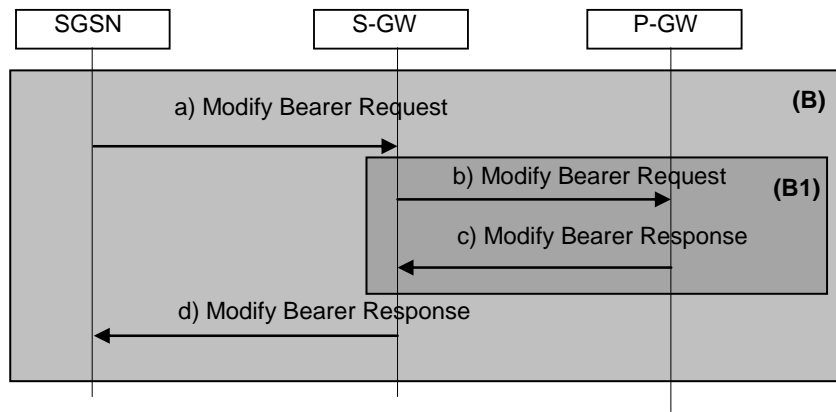 SGSN
S-GW
P-GW
(B)
a) Modify Bearer Request
b) Modify Bearer Request
(B1)
c) Modify Bearer Response
d) Modify Bearer Response